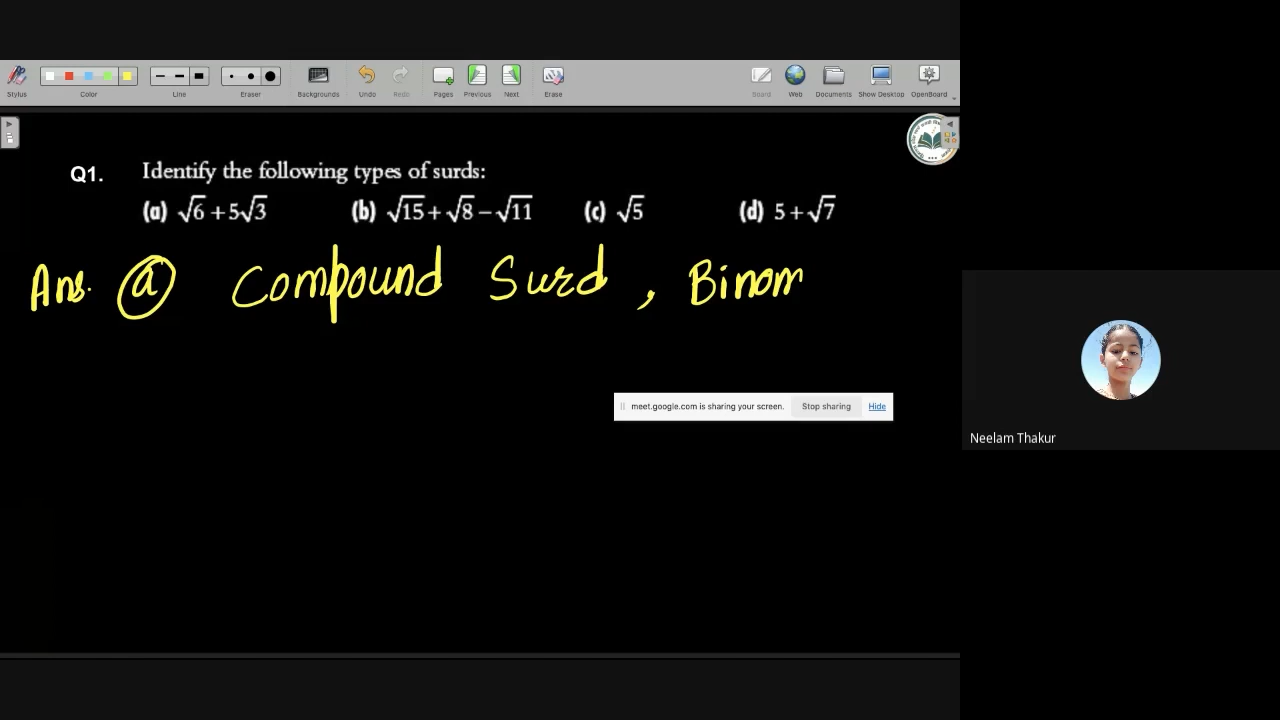 Stylus Color Line Eraser Backgrounds Undo Redo Pages Previous Next Erase Board Web Documents Show Desktop OpenBoard
Q1. Identify the following types of surds:
(a) √6 + 5√3 (b) √15 + √8 − √11 (c) √5 (d) 5 + √7
Ans. (a) Compound Surd , Binom
meet.google.com is sharing your screen. Stop sharing Hide
Neelam Thakur